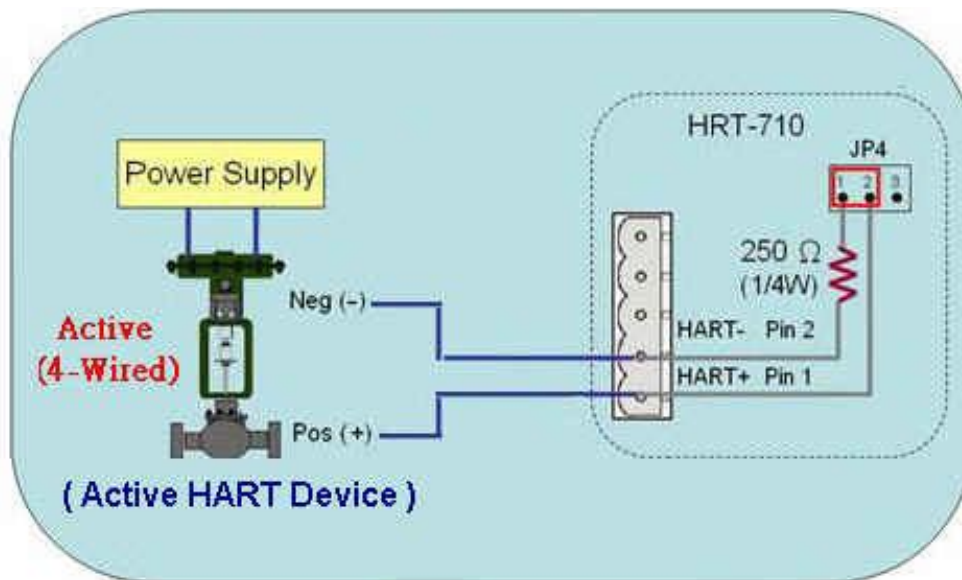 HRT-710
JP4
1 2 3
Power Supply
250 Ω
(1/4W)
Neg (-)
Active
(4-Wired)
HART- Pin 2
HART+ Pin 1
Pos (+)
( Active HART Device )